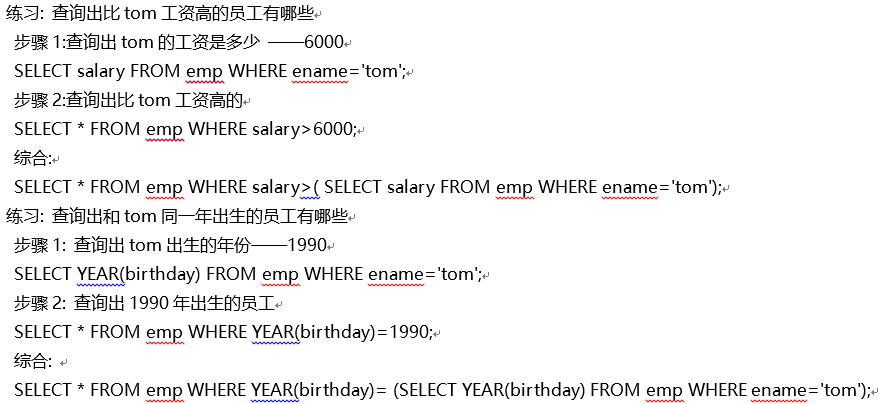 练习: 查询出比 tom 工资高的员工有哪些
步骤1:查询出 tom 的工资是多少 ——6000
SELECT salary FROM emp WHERE ename='tom';
步骤2:查询出比 tom 工资高的
SELECT * FROM emp WHERE salary>6000;
综合:
SELECT * FROM emp WHERE salary>( SELECT salary FROM emp WHERE ename='tom');
练习: 查询出和 tom 同一年出生的员工有哪些
步骤1: 查询出 tom 出生的年份——1990
SELECT YEAR(birthday) FROM emp WHERE ename='tom';
步骤2: 查询出 1990 年出生的员工
SELECT * FROM emp WHERE YEAR(birthday)=1990;
综合:
SELECT * FROM emp WHERE YEAR(birthday)= (SELECT YEAR(birthday) FROM emp WHERE ename='tom');